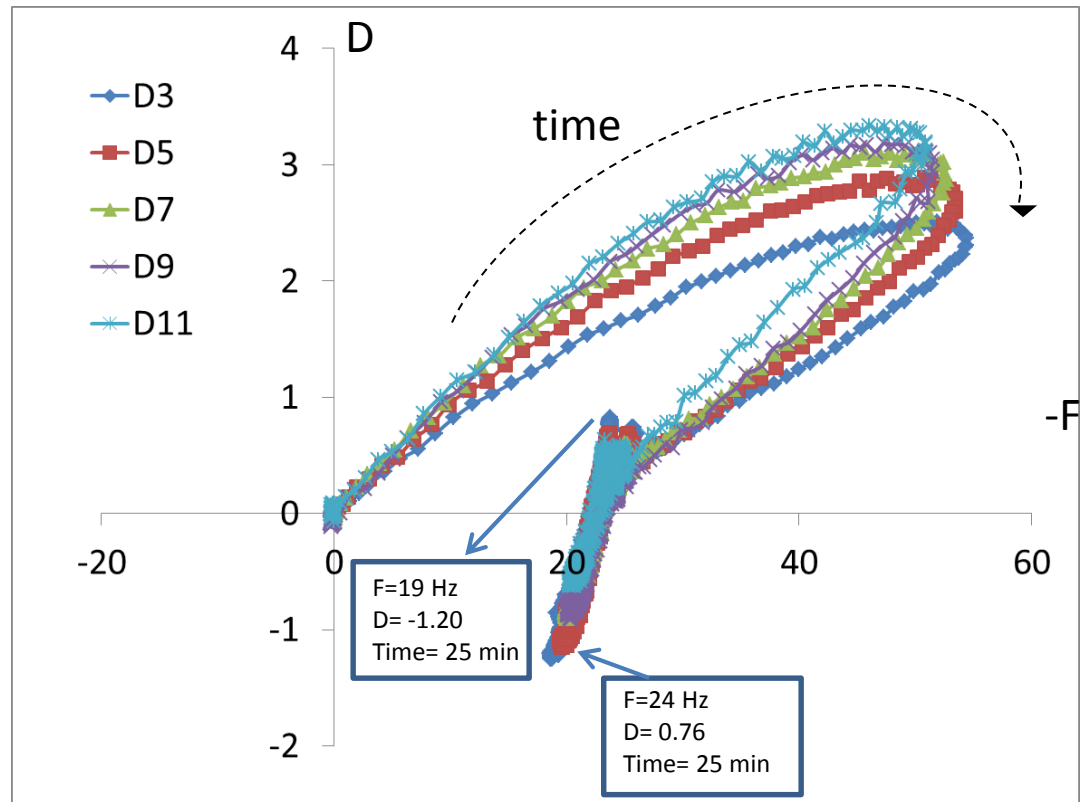 D
4
3
2
1
0
-1
-2
-20
0
20
40
60
-F
D3
D5
D7
D9
D11
time
F=19 Hz
D= -1.20
Time= 25 min
F=24 Hz
D= 0.76
Time= 25 min